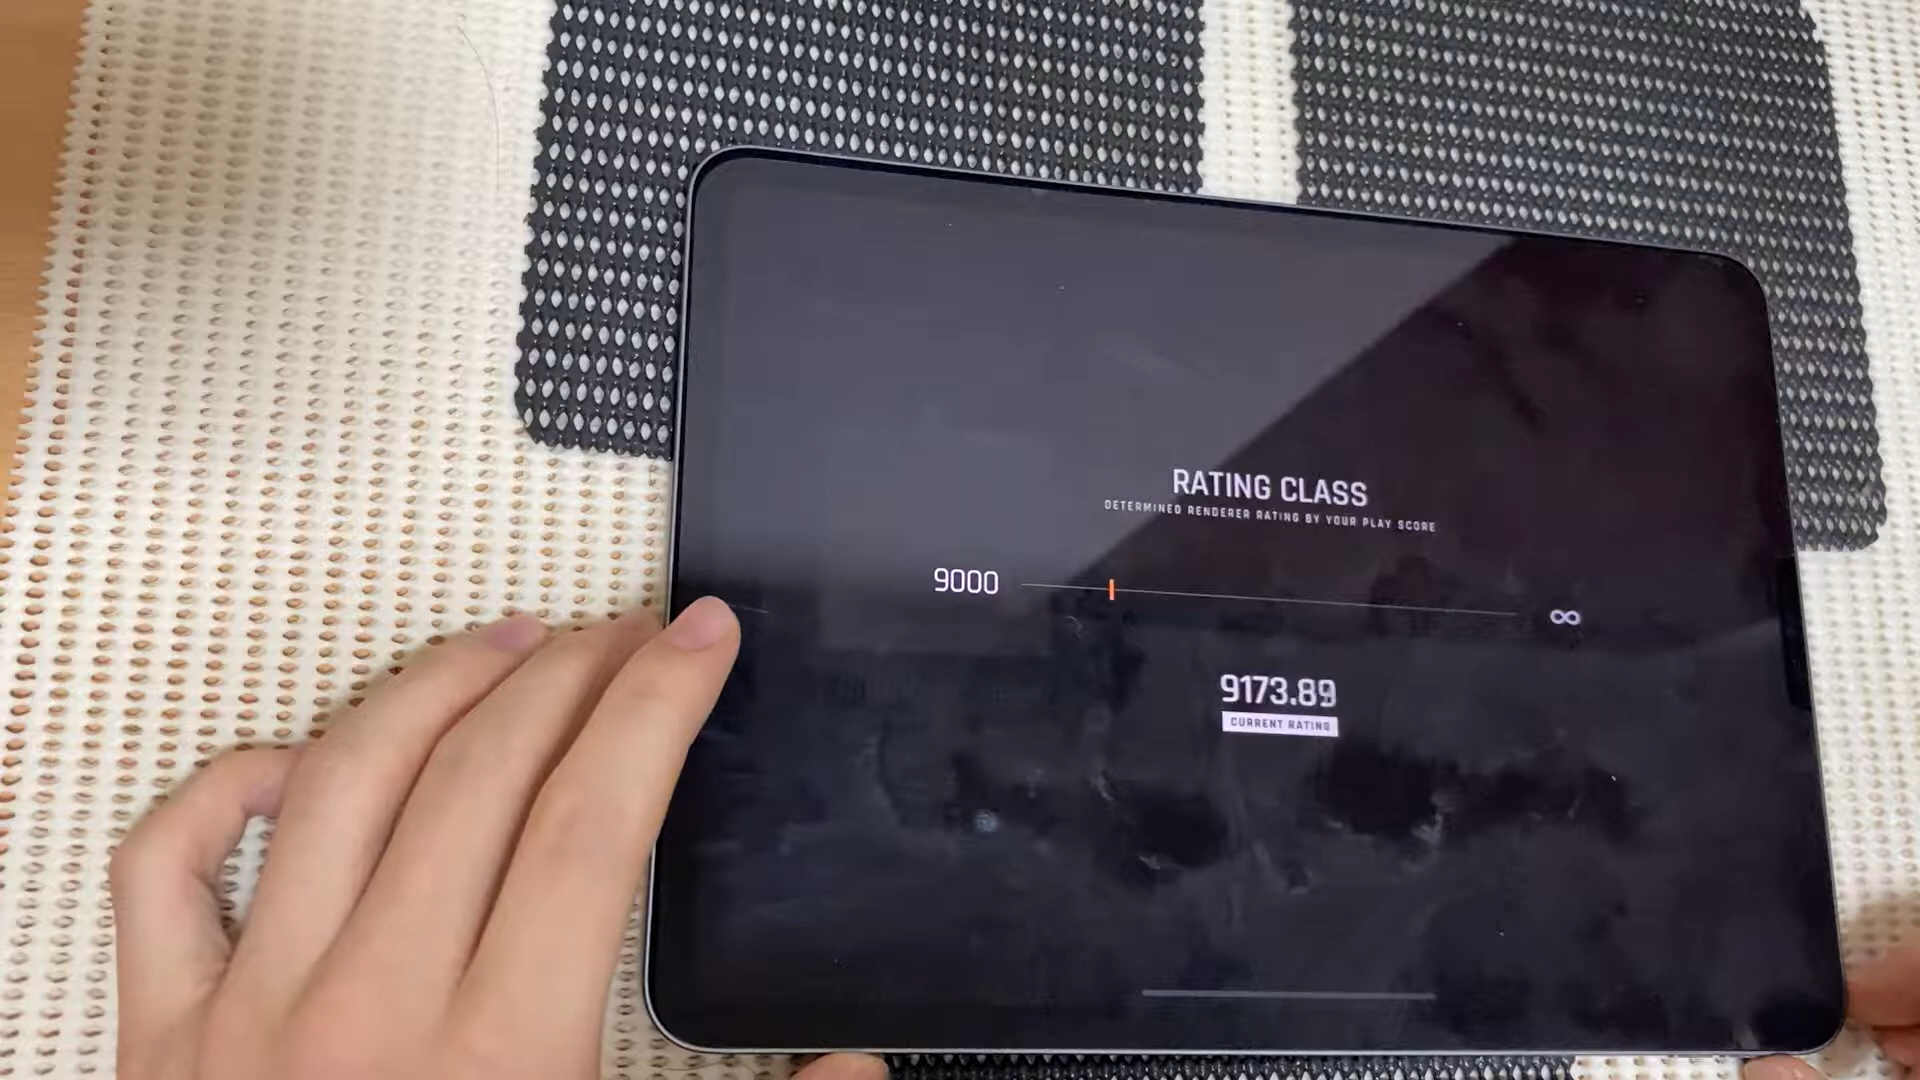 RATING CLASS
DETERMINED RENDERER RATING BY YOUR PLAY SCORE
9000
∞
9173.89
CURRENT RATING